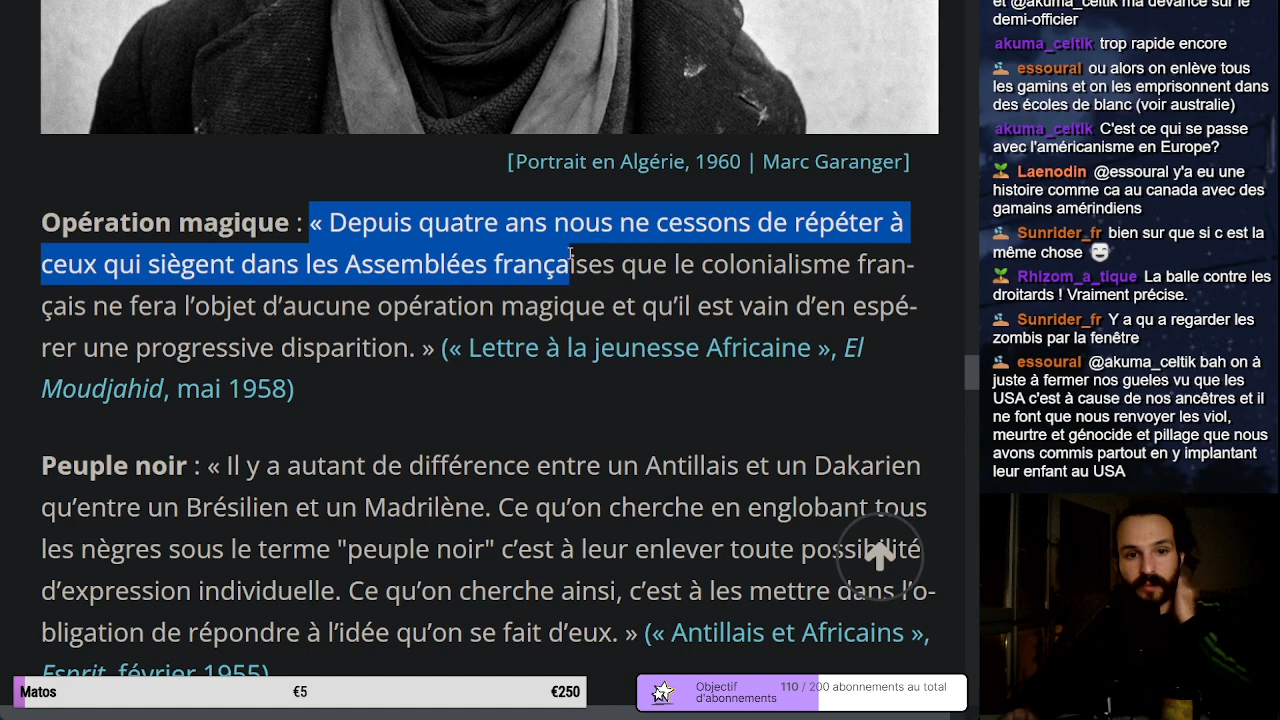 [Portrait en Algérie, 1960 | Marc Garanger]
Opération magique : « Depuis quatre ans nous ne cessons de répéter à
ceux qui siègent dans les Assemblées françaises que le colonialisme fran-
çais ne fera l’objet d’aucune opération magique et qu’il est vain d’en espé-
rer une progressive disparition. » (« Lettre à la jeunesse Africaine », El
Moudjahid, mai 1958)
Peuple noir : « Il y a autant de différence entre un Antillais et un Dakarien
qu’entre un Brésilien et un Madrilène. Ce qu’on cherche en englobant tous
les nègres sous le terme "peuple noir" c’est à leur enlever toute possibilité
d’expression individuelle. Ce qu’on cherche ainsi, c’est à les mettre dans l’o-
bligation de répondre à l’idée qu’on se fait d’eux. » (« Antillais et Africains »,
Esprit, février 1955)
Matos €5 €250
Objectif d'abonnements 110 / 200 abonnements au total
et @akuma_celtik ma devancé sur le
demi-officier
akuma_celtik trop rapide encore
essoural ou alors on enlève tous
les gamins et on les emprisonnent dans
des écoles de blanc (voir australie)
akuma_celtik C'est ce qui se passe
avec l'américanisme en Europe?
Laenodin @essoural y'a eu une
histoire comme ca au canada avec des
gamains amérindiens
Sunrider_fr bien sur que si c est la
même chose
Rhizom_a_tique La balle contre les
droitards ! Vraiment précise.
Sunrider_fr Y a qu a regarder les
zombis par la fenêtre
essoural @akuma_celtik bah on à
juste à fermer nos gueles vu que les
USA c'est à cause de nos ancêtres et il
ne font que nous renvoyer les viol,
meurtre et génocide et pillage que nous
avons commis partout en y implantant
leur enfant au USA